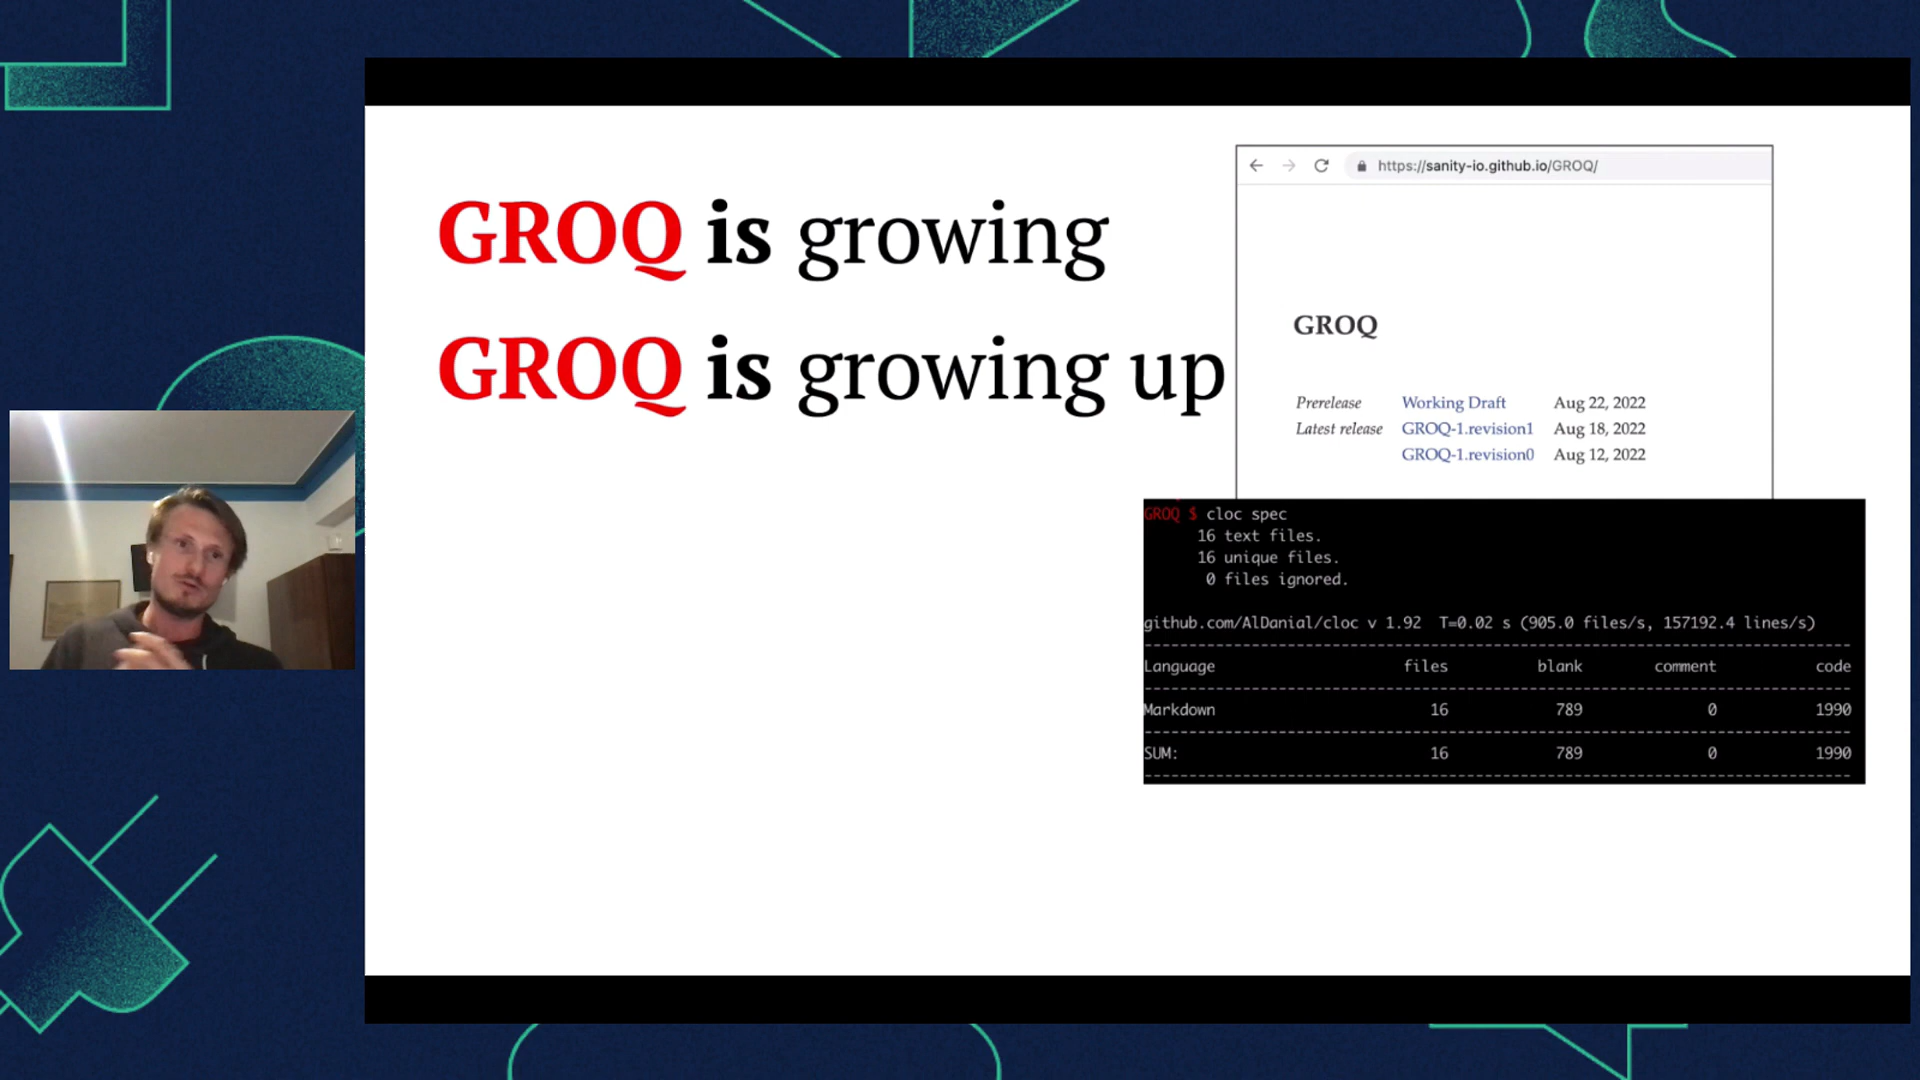 GROQ is growing
GROQ is growing up
https://sanity-io.github.io/GROQ/
GROQ
Prerelease Working Draft Aug 22, 2022
Latest release GROQ-1.revision1 Aug 18, 2022
GROQ-1.revision0 Aug 12, 2022
GROQ $ cloc spec
16 text files.
16 unique files.
0 files ignored.
github.com/AlDanial/cloc v 1.92 T=0.02 s (905.0 files/s, 157192.4 lines/s)
-------------------------------------------------------------------------------
Language files blank comment code
-------------------------------------------------------------------------------
Markdown 16 789 0 1990
-------------------------------------------------------------------------------
SUM: 16 789 0 1990
-------------------------------------------------------------------------------